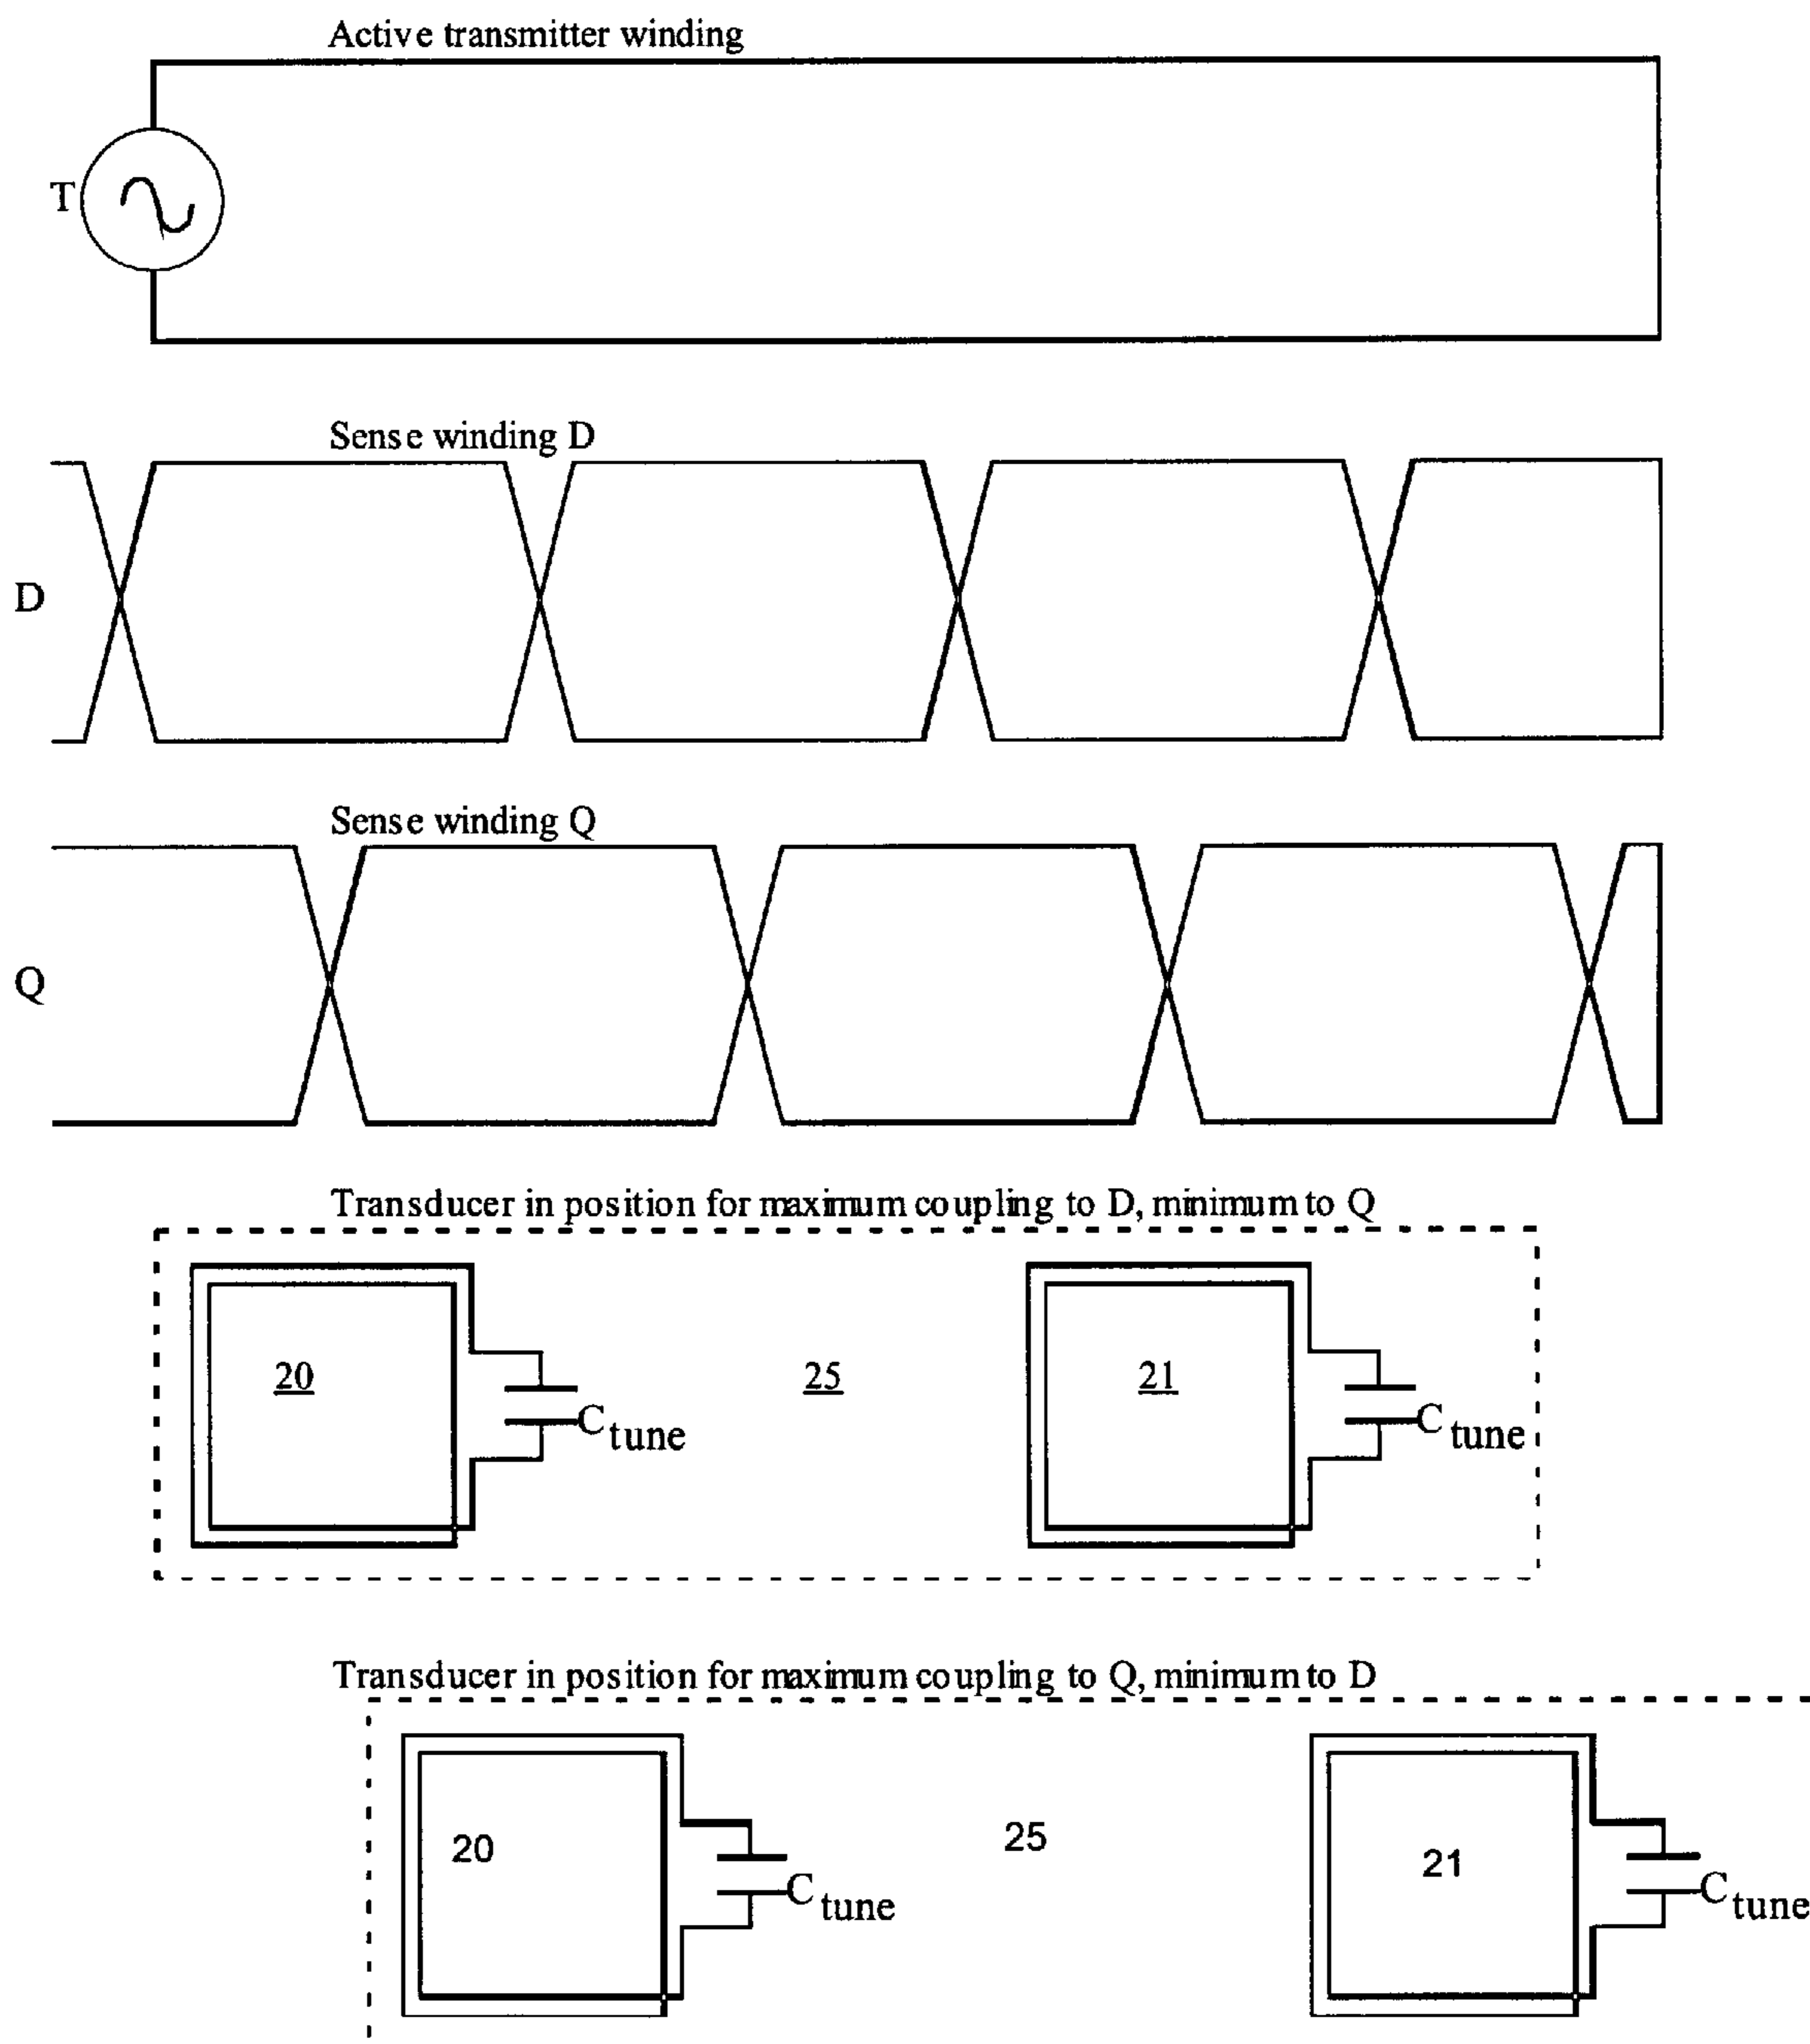 Active transmitter winding
T
Sense winding D
D
Sense winding Q
Q
Transducer in position for maximum coupling to D, minimum to Q
20
25
21
Ctune
Ctune
Transducer in position for maximum coupling to Q, minimum to D
20
25
21
Ctune
Ctune